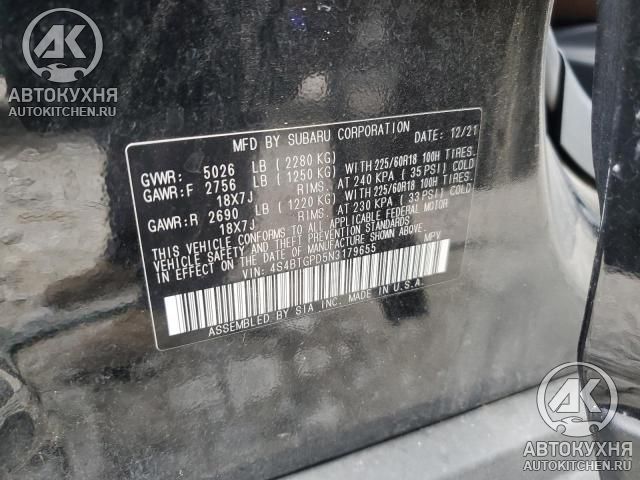 АК
АВТОКУХНЯ
AUTOKITCHEN.RU
MFD BY SUBARU CORPORATION DATE: 12/21
GVWR: 5026 LB (2280 KG)
GAWR:F 2756 LB (1250 KG) WITH 225/60R18 100H TIRES.
18X7J RIMS. AT 240 KPA (35 PSI) COLD
GAWR:R 2690 LB (1220 KG) WITH 225/60R18 100H TIRES.
18X7J RIMS. AT 230 KPA (33 PSI) COLD
THIS VEHICLE CONFORMS TO ALL APPLICABLE FEDERAL MOTOR
VEHICLE SAFETY AND THEFT PREVENTION STANDARDS
IN EFFECT ON THE DATE OF MANUFACTURE SHOWN ABOVE.
VIN: 4S4BTGPD5N3179655 MPV
ASSEMBLED BY SIA INC. MADE IN U.S.A.
АК
АВТОКУХНЯ
AUTOKITCHEN.RU